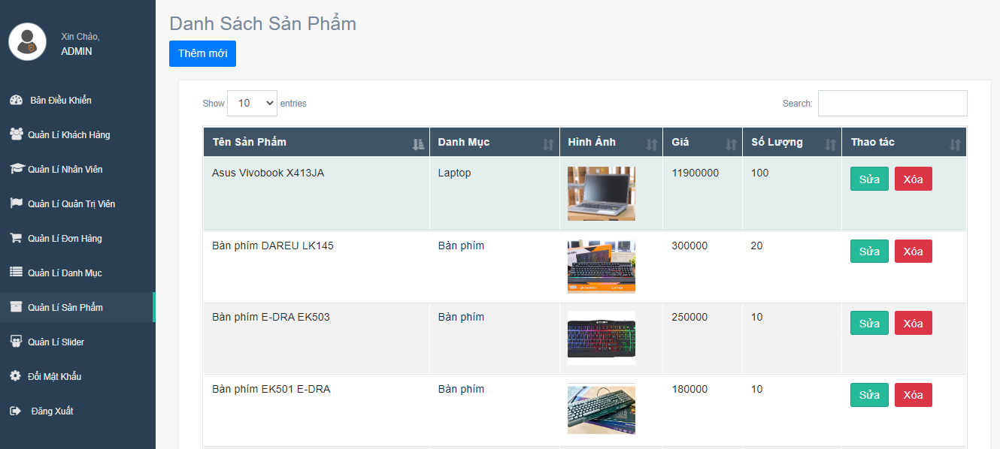 Xin Chào,
ADMIN
Bản Điều Khiển
Quản Lí Khách Hàng
Quản Lí Nhân Viên
Quản Lí Quản Trị Viên
Quản Lí Đơn Hàng
Quản Lí Danh Mục
Quản Lí Sản Phẩm
Quản Lí Slider
Đổi Mật Khẩu
Đăng Xuất
Danh Sách Sản Phẩm
Thêm mới
Show 10 entries
Search:
Tên Sản Phẩm Danh Mục Hình Ảnh Giá Số Lượng Thao tác
Asus Vivobook X413JA Laptop 11900000 100 Sửa Xóa
Bàn phím DAREU LK145 Bàn phím 300000 20 Sửa Xóa
LK145
Bàn phím E-DRA EK503 Bàn phím 250000 10 Sửa Xóa
Bàn phím EK501 E-DRA Bàn phím 180000 10 Sửa Xóa